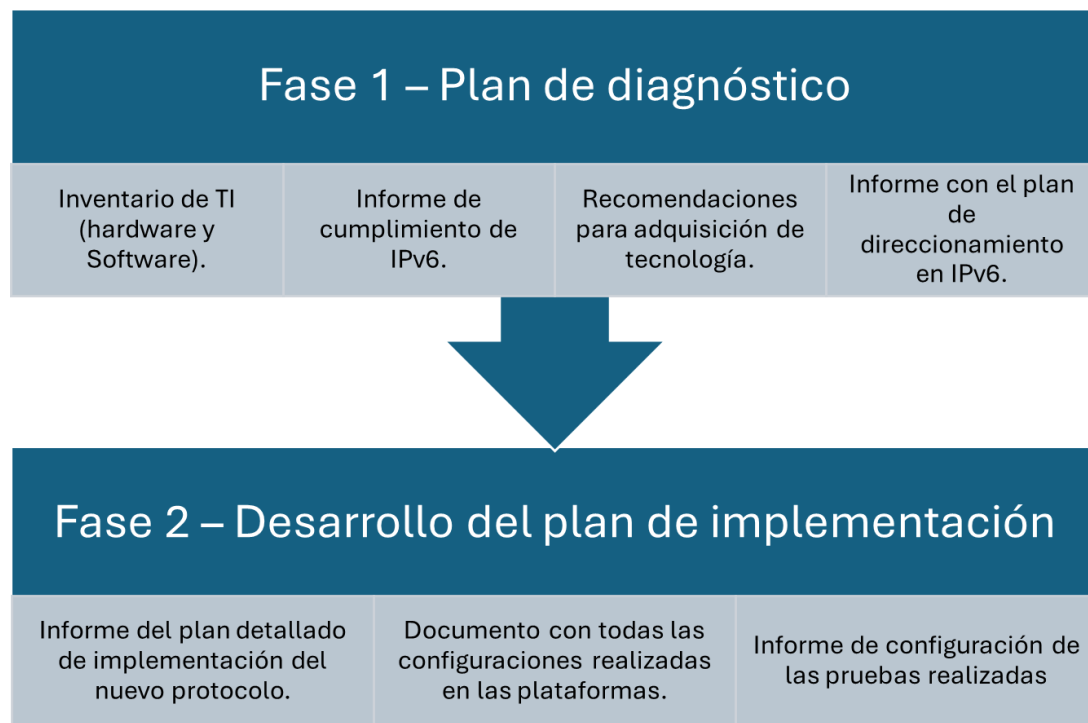 Fase 1 – Plan de diagnóstico
Inventario de TI
(hardware y
Software).
Informe de
cumplimiento de
IPv6.
Recomendaciones
para adquisición de
tecnología.
Informe con el plan
de
direccionamiento
en IPv6.
Fase 2 – Desarrollo del plan de implementación
Informe del plan detallado
de implementación del
nuevo protocolo.
Documento con todas las
configuraciones realizadas
en las plataformas.
Informe de configuración de
las pruebas realizadas